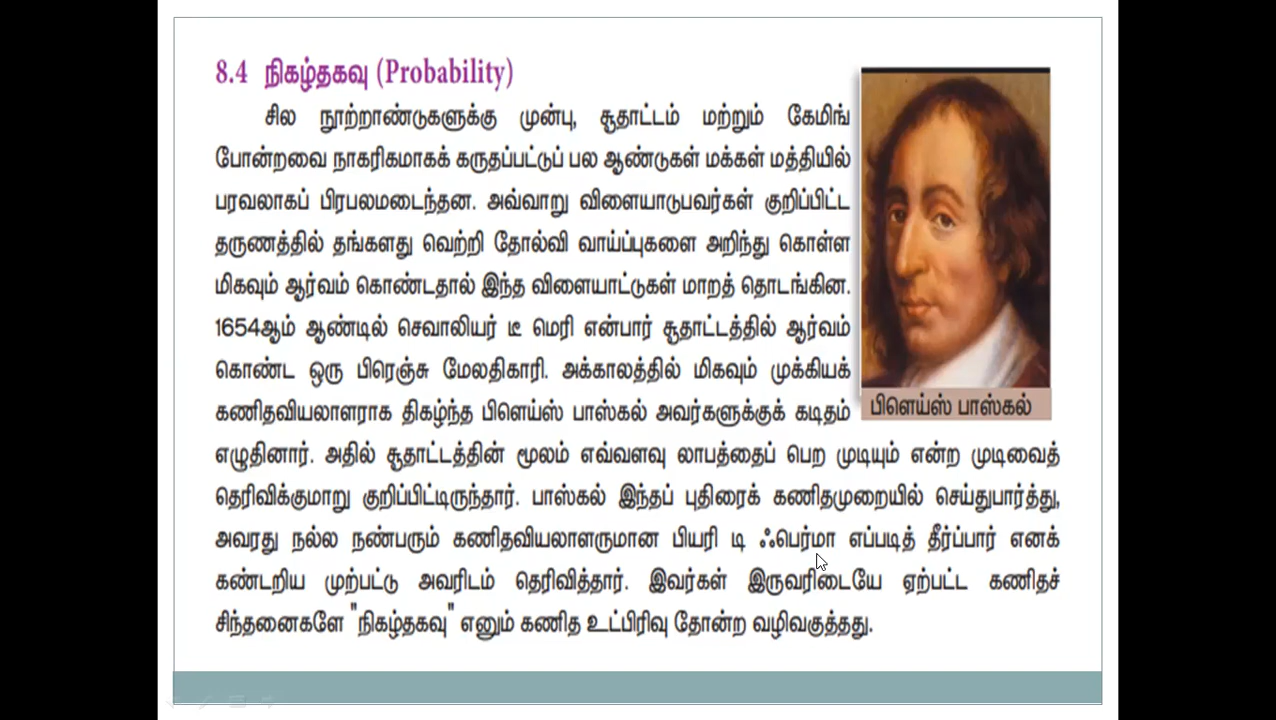 8.4 நிகழ்தகவு (Probability)
சில நூற்றாண்டுகளுக்கு முன்பு, சூதாட்டம் மற்றும் கேமிங்
போன்றவை நாகரிகமாகக் கருதப்பட்டுப் பல ஆண்டுகள் மக்கள் மத்தியில்
பரவலாகப் பிரபலமடைந்தன. அவ்வாறு விளையாடுபவர்கள் குறிப்பிட்ட
தருணத்தில் தங்களது வெற்றி தோல்வி வாய்ப்புகளை அறிந்து கொள்ள
மிகவும் ஆர்வம் கொண்டதால் இந்த விளையாட்டுகள் மாறத் தொடங்கின.
1654ஆம் ஆண்டில் செவாலியர் டீ மெரி என்பார் சூதாட்டத்தில் ஆர்வம்
கொண்ட ஒரு பிரெஞ்சு மேலதிகாரி. அக்காலத்தில் மிகவும் முக்கியக்
கணிதவியலாளராக திகழ்ந்த பிளெய்ஸ் பாஸ்கல் அவர்களுக்குக் கடிதம்
பிளெய்ஸ் பாஸ்கல்
எழுதினார். அதில் சூதாட்டத்தின் மூலம் எவ்வளவு லாபத்தைப் பெற முடியும் என்ற முடிவைத்
தெரிவிக்குமாறு குறிப்பிட்டிருந்தார். பாஸ்கல் இந்தப் புதிரைக் கணிதமுறையில் செய்துபார்த்து,
அவரது நல்ல நண்பரும் கணிதவியலாளருமான பியரி டி ஃபெர்மா எப்படித் தீர்ப்பார் எனக்
கண்டறிய முற்பட்டு அவரிடம் தெரிவித்தார். இவர்கள் இருவரிடையே ஏற்பட்ட கணிதச்
சிந்தனைகளே "நிகழ்தகவு" எனும் கணித உட்பிரிவு தோன்ற வழிவகுத்தது.